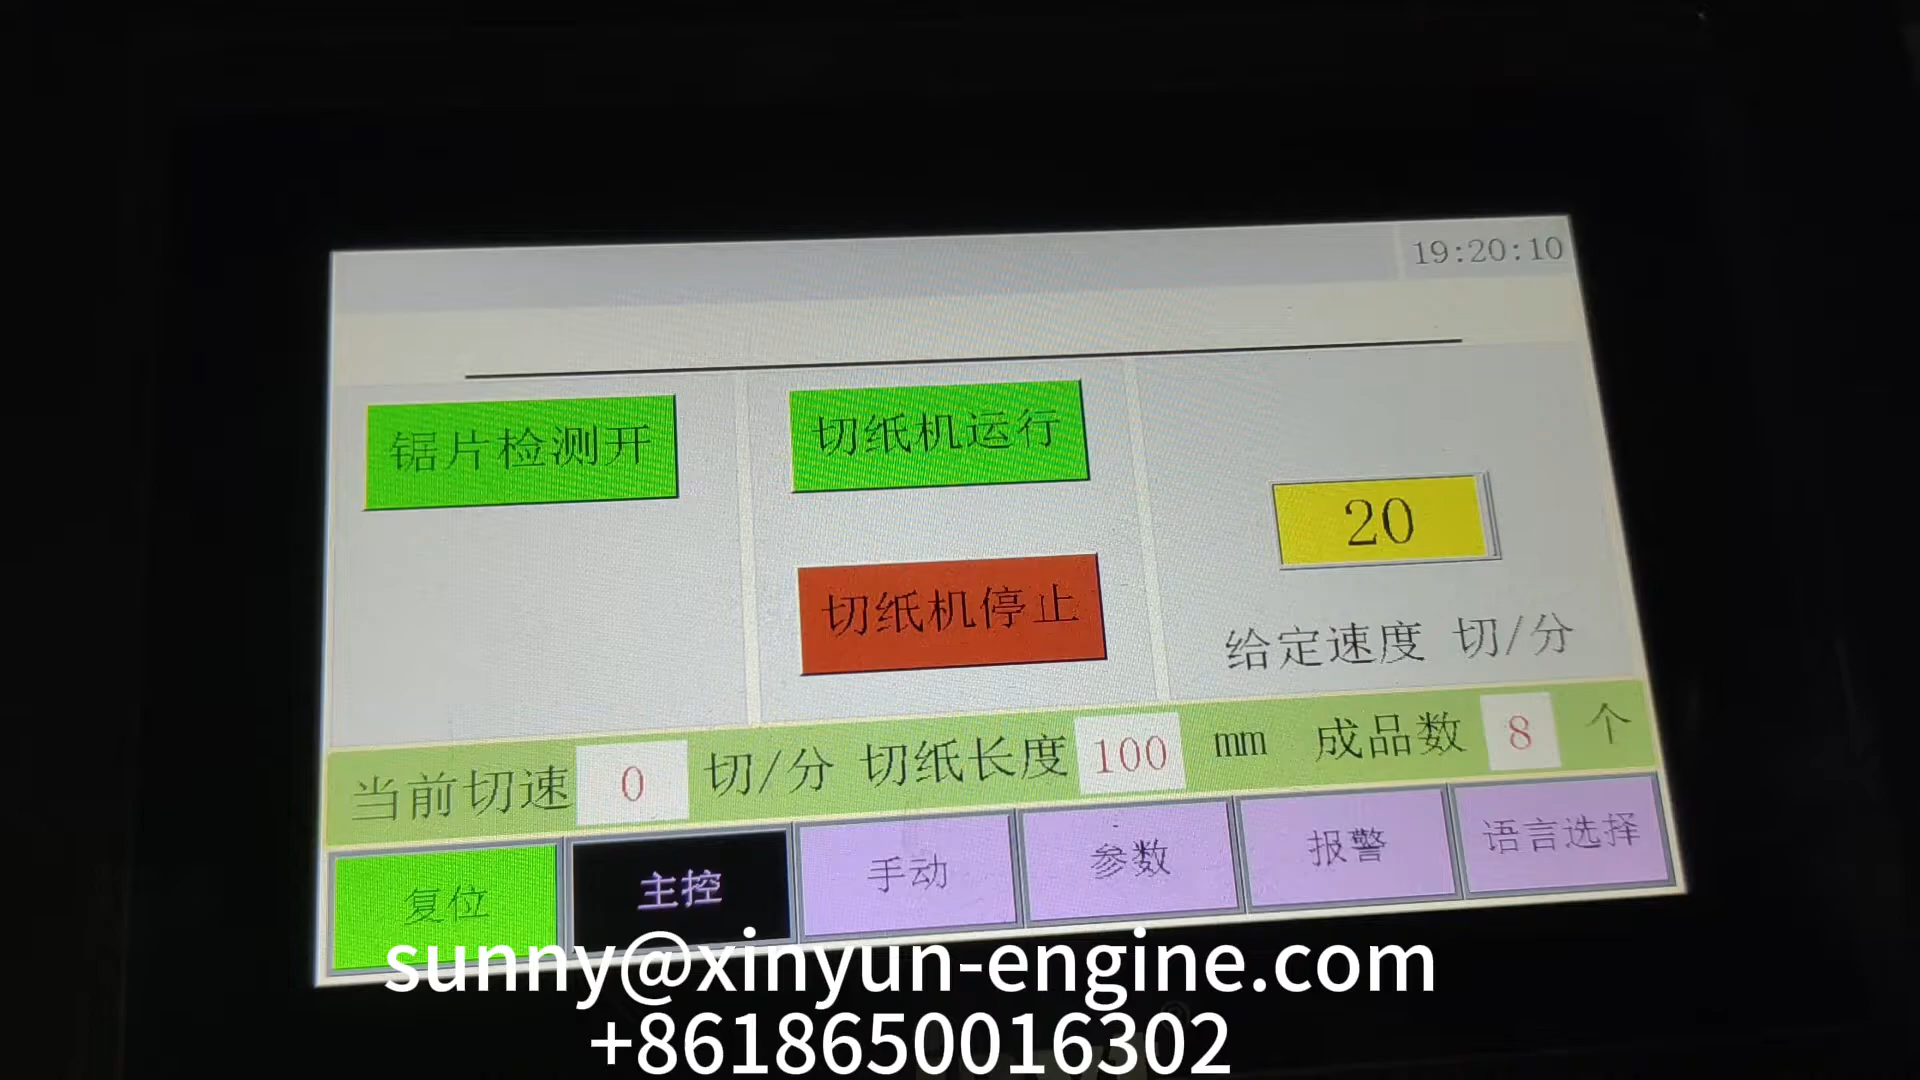 19:20:10
锯片检测开
切纸机运行
20
切纸机停止
给定速度 切/分
当前切速 0 切/分 切纸长度 100 mm 成品数 8 个
复位 主控 手动 参数 报警 语言选择
sunny@xinyun-engine.com
+8618650016302